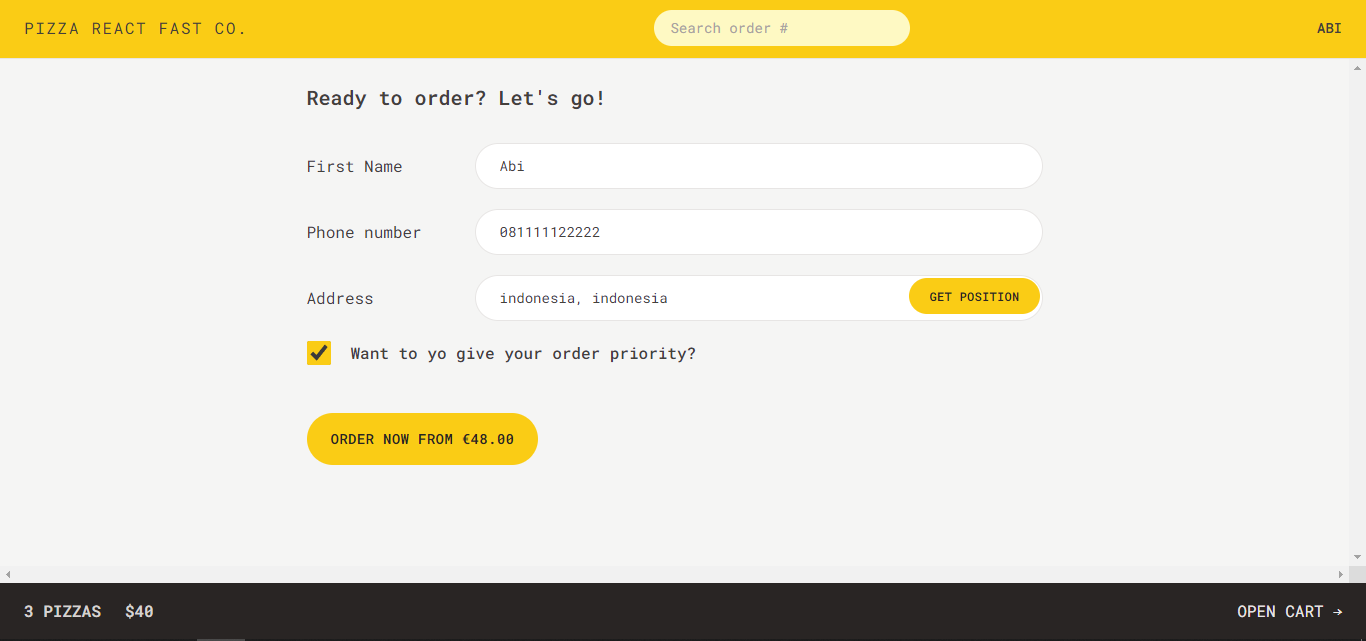 PIZZA REACT FAST CO. Search order # ABI
Ready to order? Let's go!
First Name Abi
Phone number 081111122222
Address indonesia, indonesia GET POSITION
Want to yo give your order priority?
ORDER NOW FROM €48.00
3 PIZZAS $40 OPEN CART →